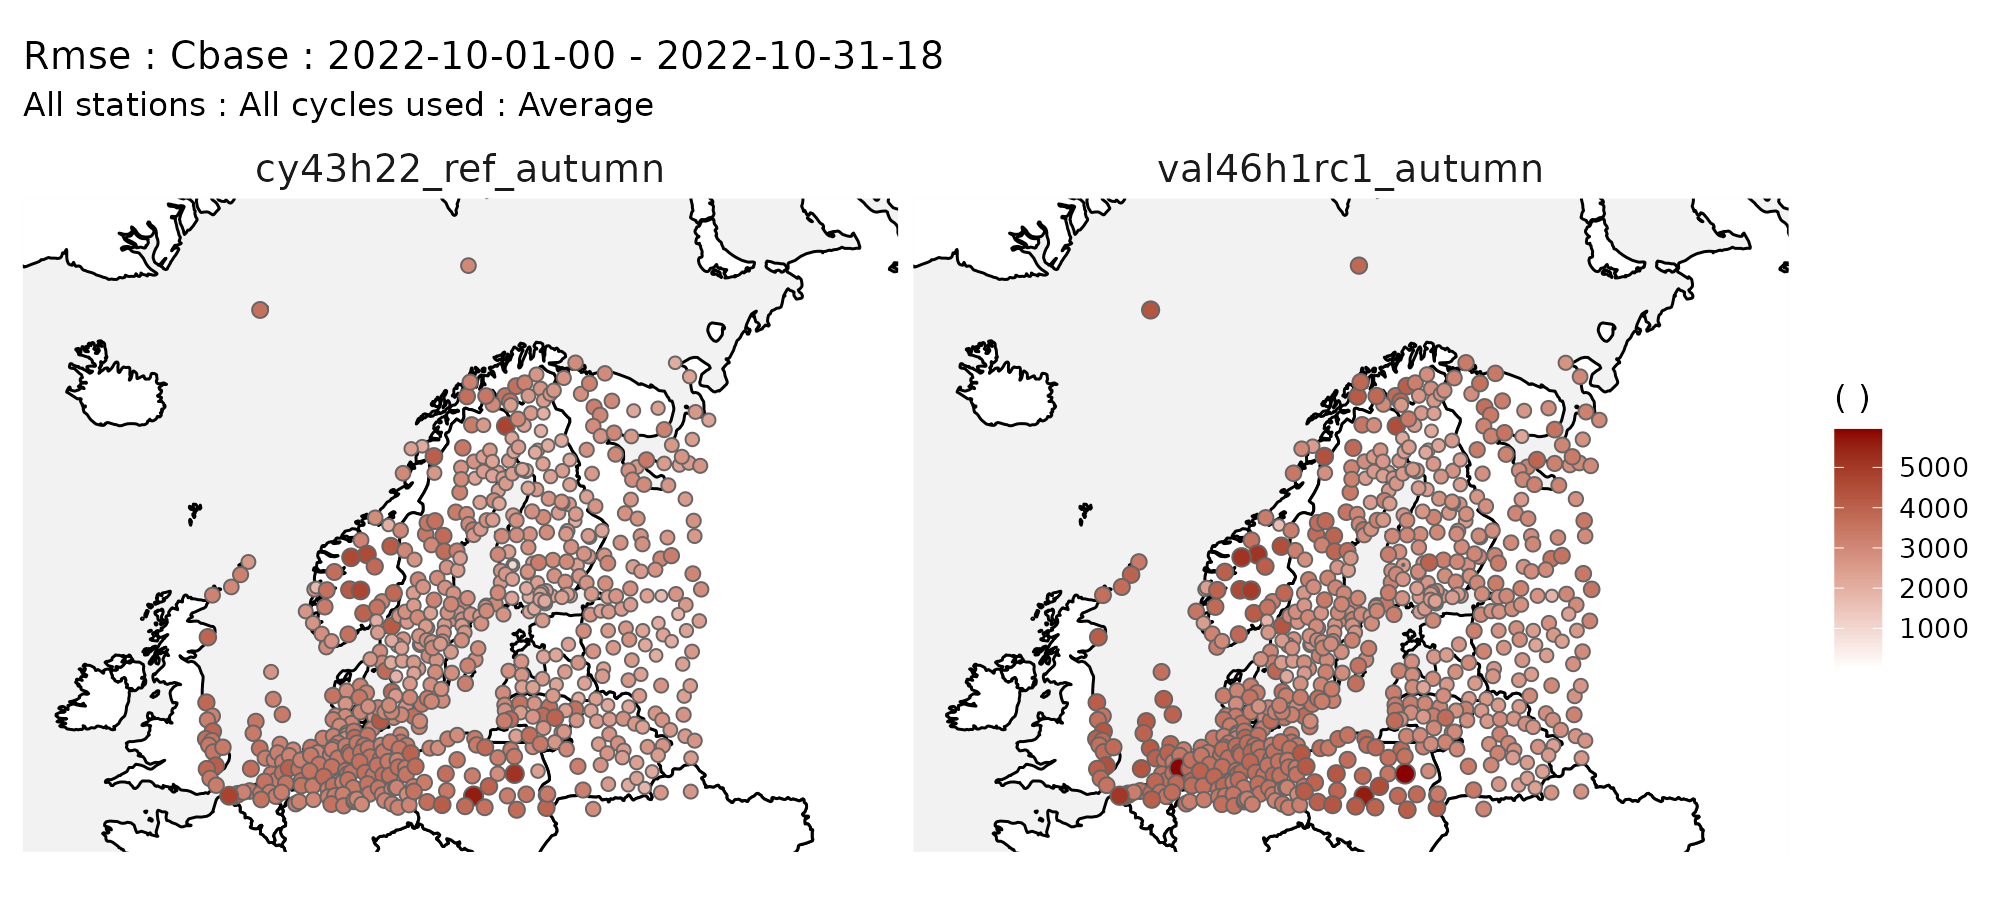 Rmse : Cbase : 2022-10-01-00 - 2022-10-31-18
All stations : All cycles used : Average
cy43h22_ref_autumn
val46h1rc1_autumn
( )
5000
4000
3000
2000
1000